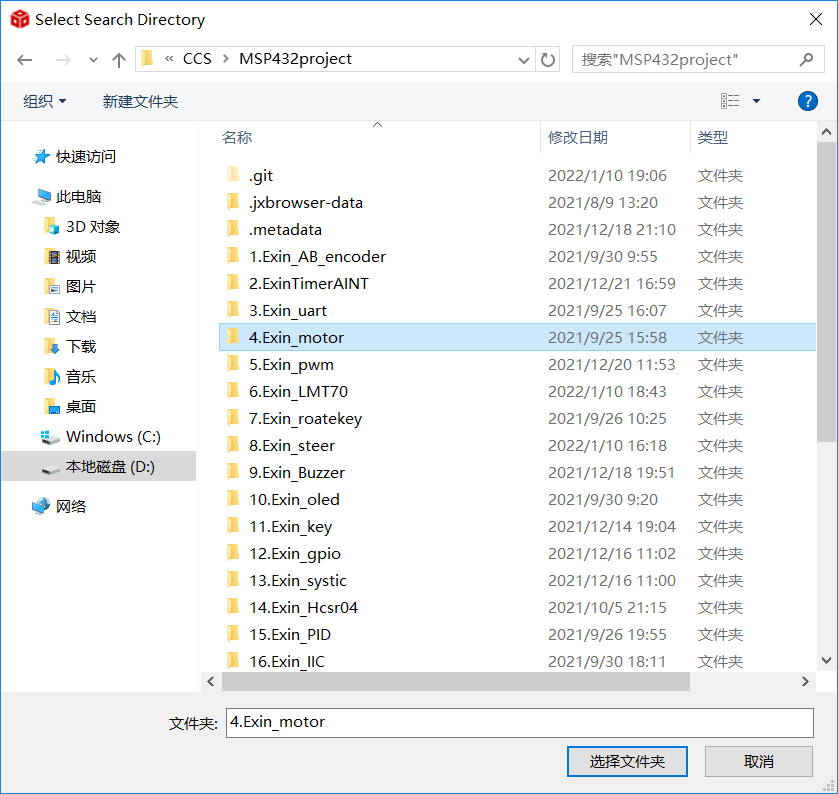 Select Search Directory
« CCS > MSP432project
搜索"MSP432project"
组织
新建文件夹
名称 修改日期 类型
快速访问
此电脑
3D 对象
视频
图片
文档
下载
音乐
桌面
Windows (C:)
本地磁盘 (D:)
网络
.git 2022/1/10 19:06 文件夹
.jxbrowser-data 2021/8/9 13:20 文件夹
.metadata 2021/12/18 21:10 文件夹
1.Exin_AB_encoder 2021/9/30 9:55 文件夹
2.ExinTimerAINT 2021/12/21 16:59 文件夹
3.Exin_uart 2021/9/25 16:07 文件夹
4.Exin_motor 2021/9/25 15:58 文件夹
5.Exin_pwm 2021/12/20 11:53 文件夹
6.Exin_LMT70 2022/1/10 18:43 文件夹
7.Exin_roatekey 2021/9/26 10:25 文件夹
8.Exin_steer 2022/1/10 16:18 文件夹
9.Exin_Buzzer 2021/12/18 19:51 文件夹
10.Exin_oled 2021/9/30 9:20 文件夹
11.Exin_key 2021/12/14 19:04 文件夹
12.Exin_gpio 2021/12/16 11:02 文件夹
13.Exin_systic 2021/12/16 11:00 文件夹
14.Exin_Hcsr04 2021/10/5 21:15 文件夹
15.Exin_PID 2021/9/26 19:55 文件夹
16.Exin_IIC 2021/9/30 18:11 文件夹
文件夹: 4.Exin_motor
选择文件夹 取消